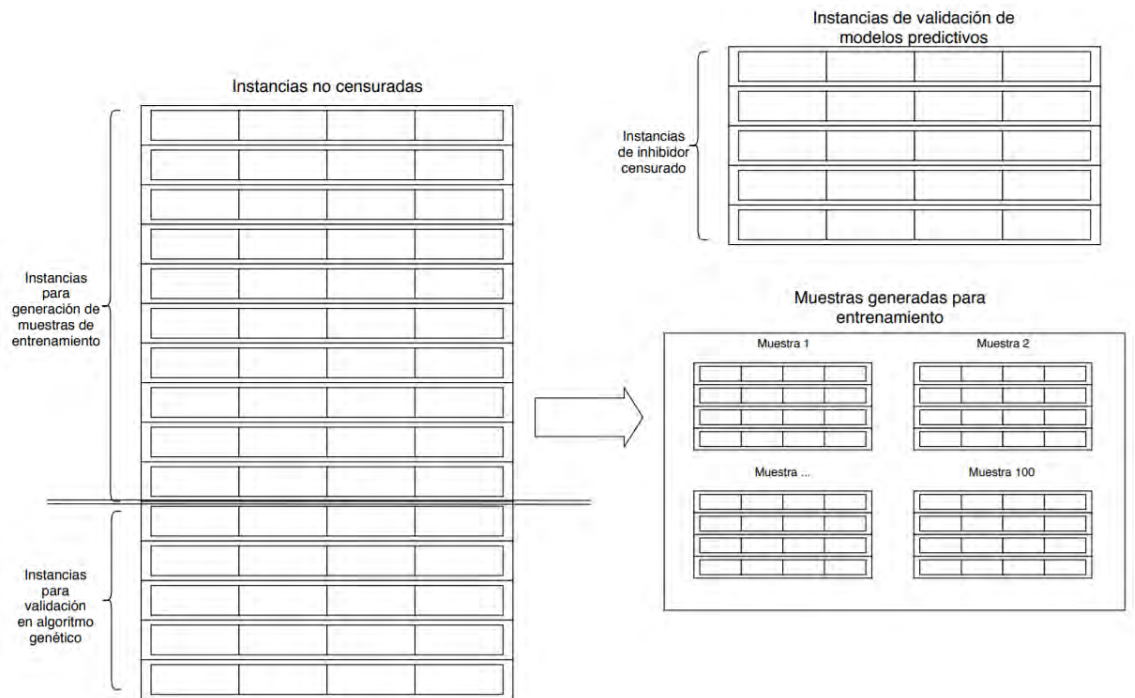 Instancias de validación de
modelos predictivos
Instancias no censuradas
Instancias
de inhibidor
censurado
Instancias
para
generación de
muestras de
entrenamiento
Muestras generadas para
entrenamiento
Muestra 1
Muestra 2
Muestra ...
Muestra 100
Instancias
para
validación
en algoritmo
genético